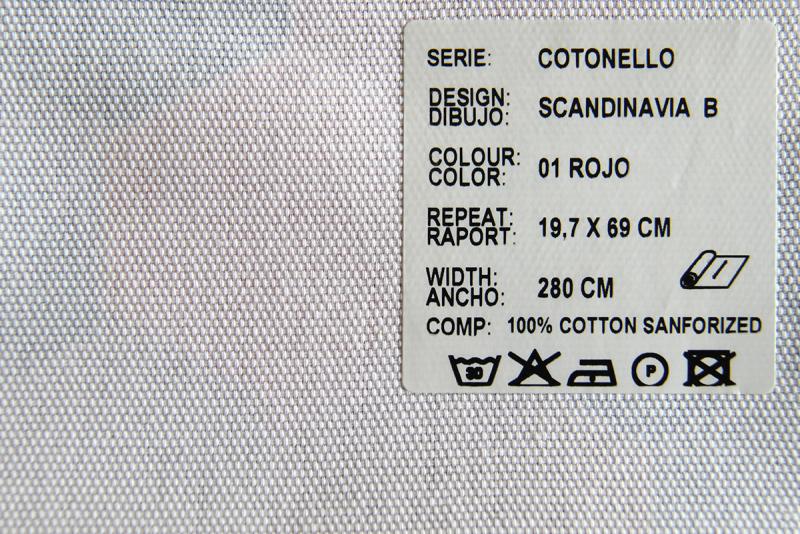 SERIE: COTONELLO
DESIGN:
DIBUJO: SCANDINAVIA B
COLOUR:
COLOR: 01 ROJO
REPEAT:
RAPORT: 19,7 X 69 CM
WIDTH:
ANCHO: 280 CM
COMP: 100% COTTON SANFORIZED
30 P